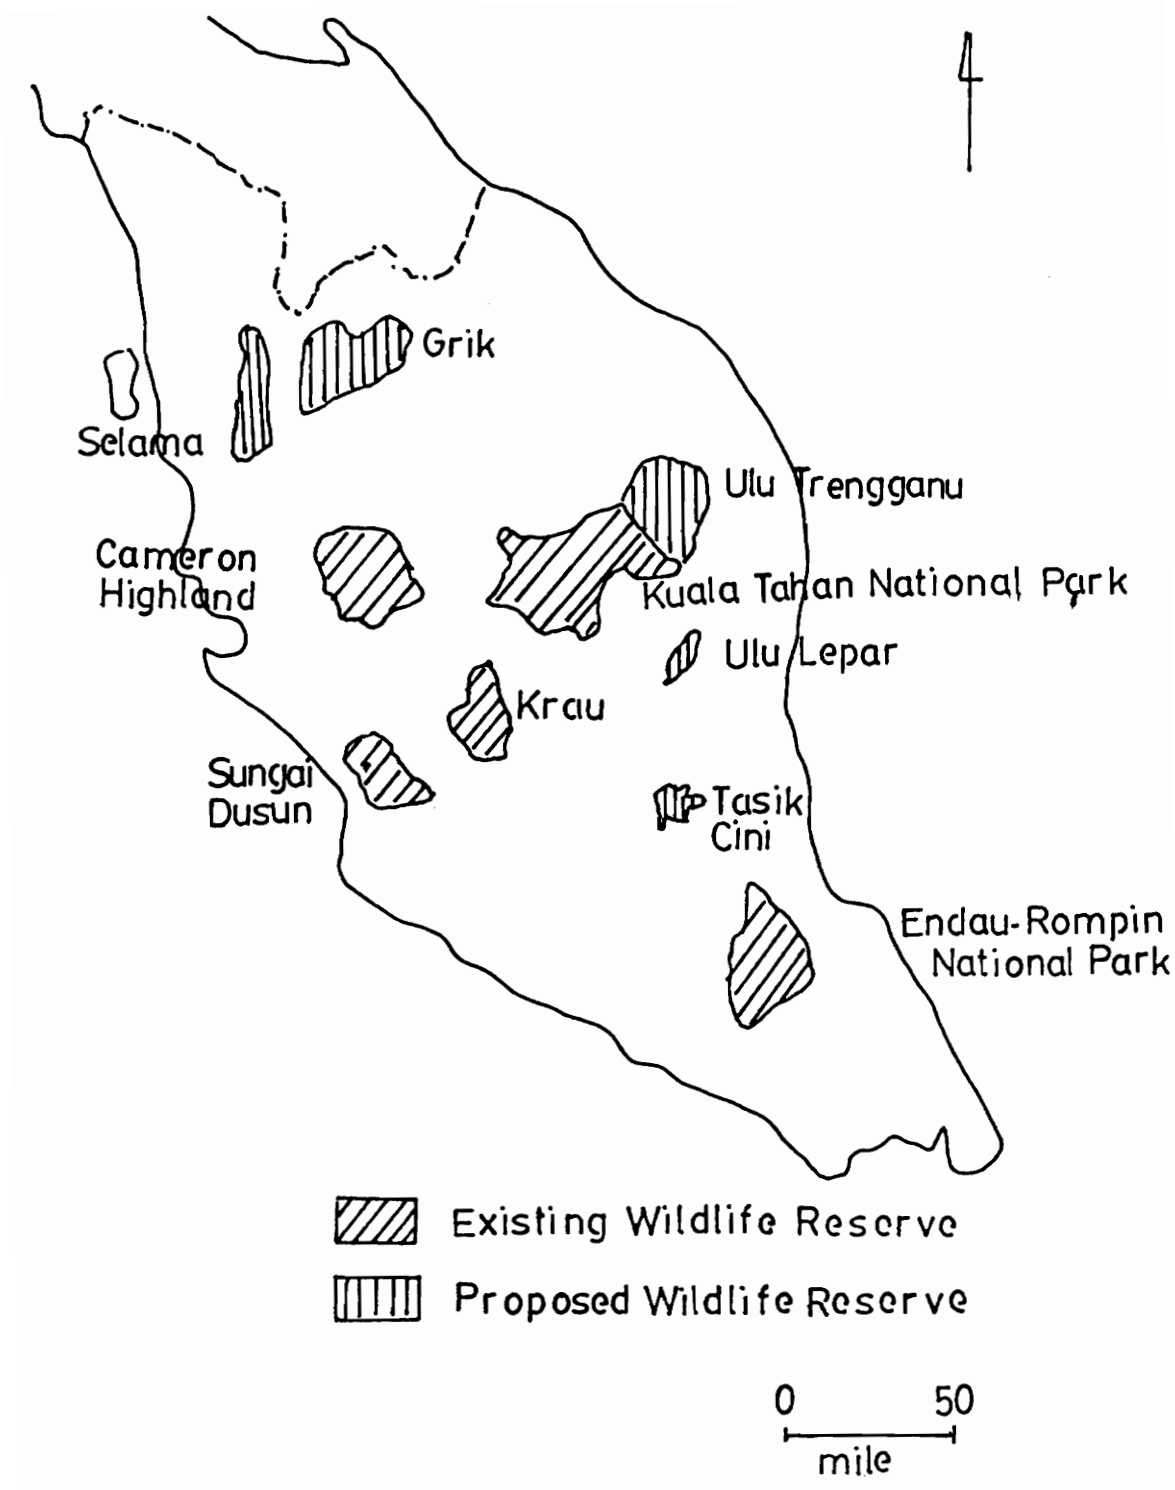 Grik
Selama
Ulu Trengganu
Cameron
Highland
Kuala Tahan National Park
Ulu Lepar
Krau
Sungai
Dusun
Tasik
Cini
Endau-Rompin
National Park
Existing Wildlife Reserve
Proposed Wildlife Reserve
0 50
mile